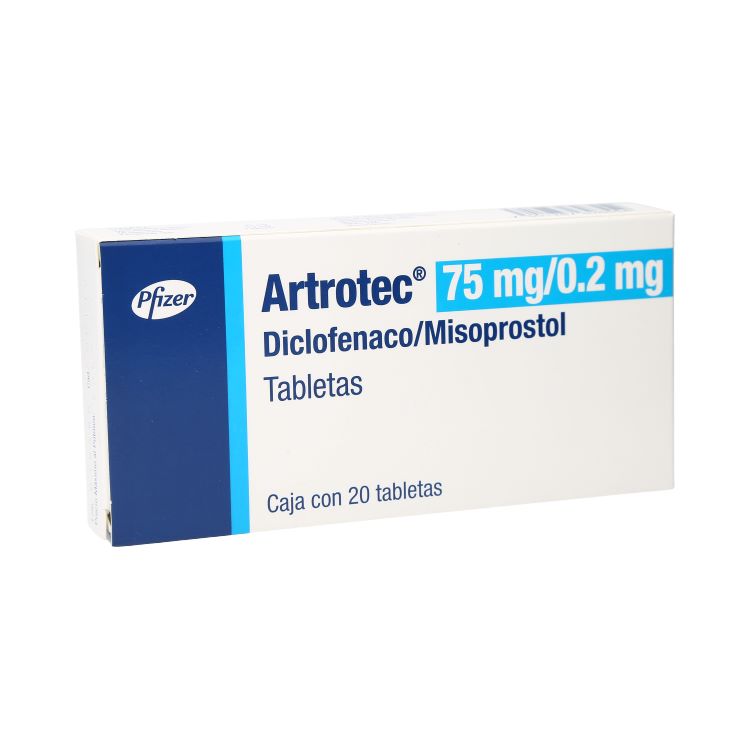 Pfizer
Artrotec® 75 mg/0.2 mg
Diclofenaco/Misoprostol
Tabletas
Caja con 20 tabletas